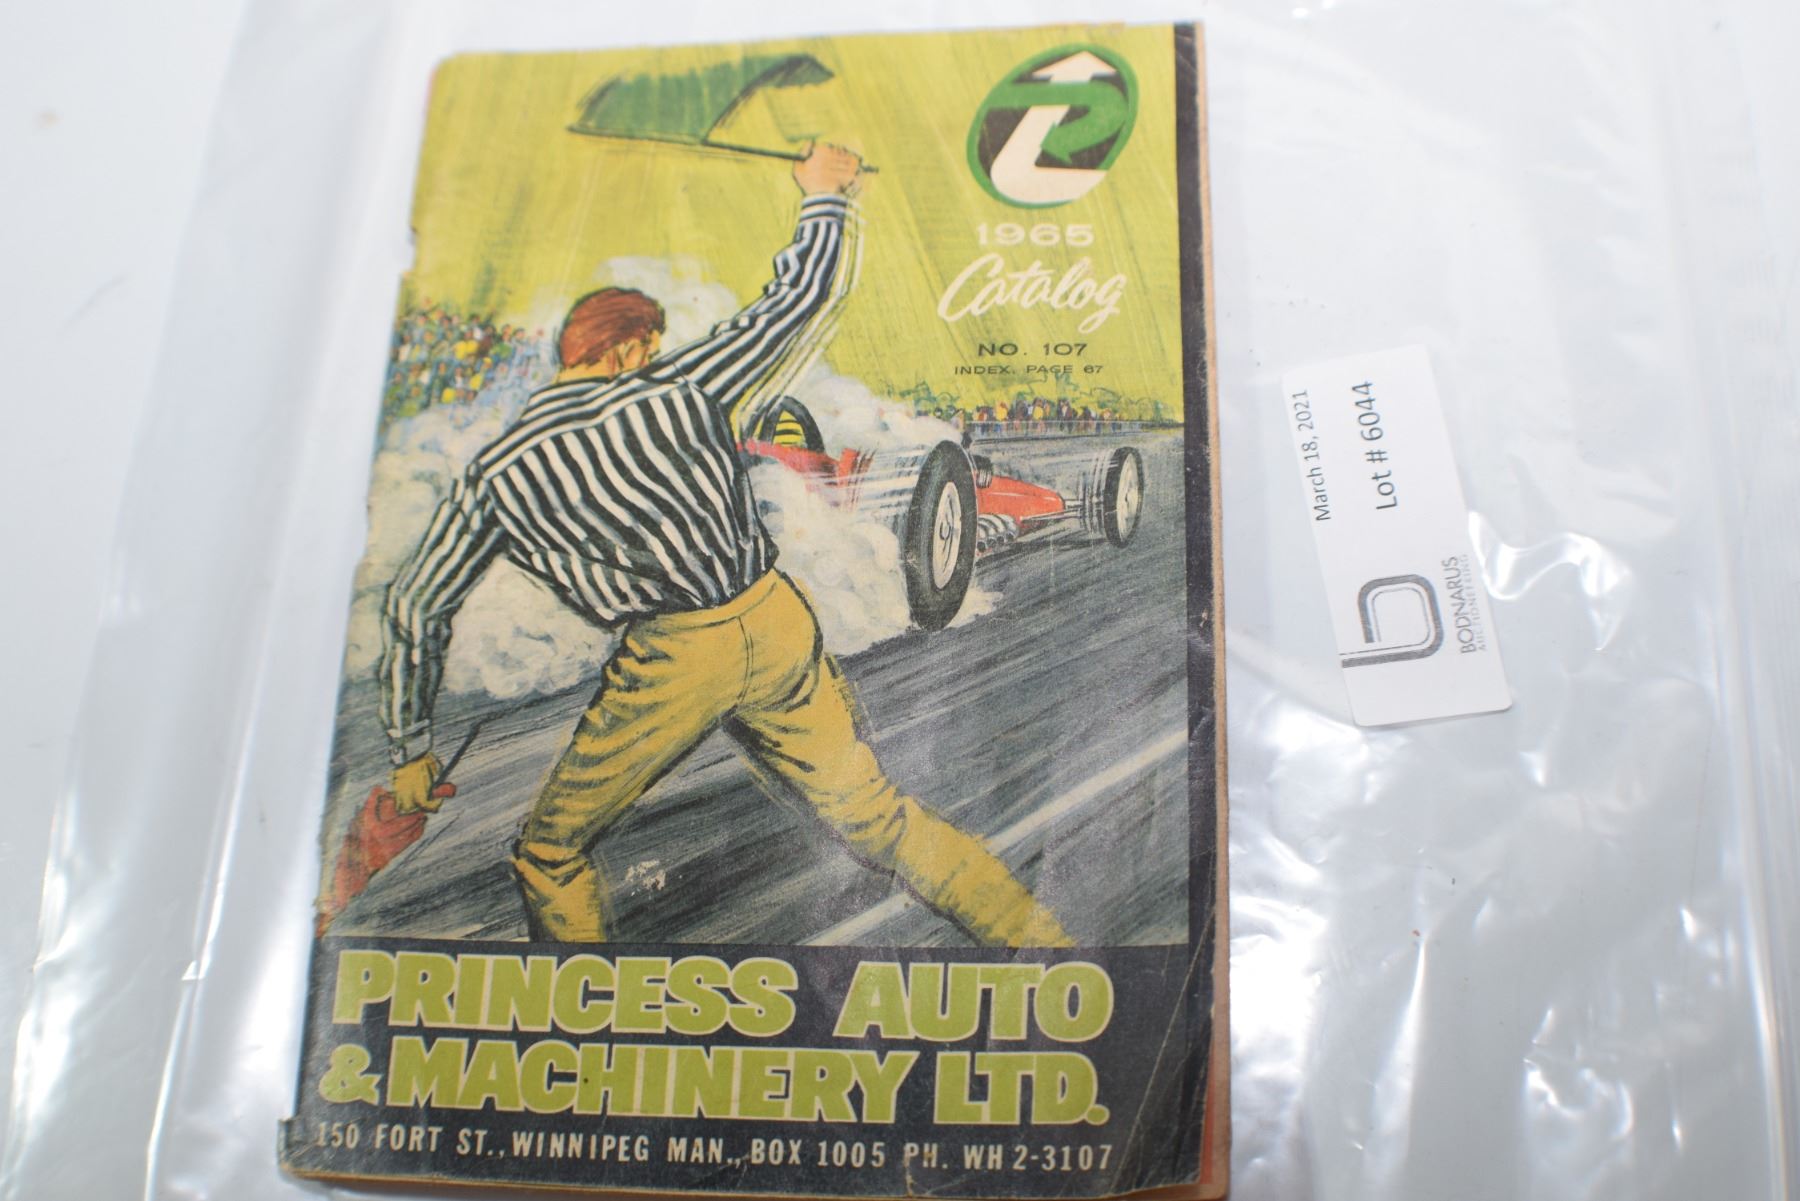 1965
Catalog
NO. 107
INDEX, PAGE 67
PRINCESS AUTO
& MACHINERY LTD.
150 FORT ST., WINNIPEG MAN., BOX 1005 PH. WH 2-3107
March 18, 2021
Lot # 6044
BODNARUS
AUCTIONEERING